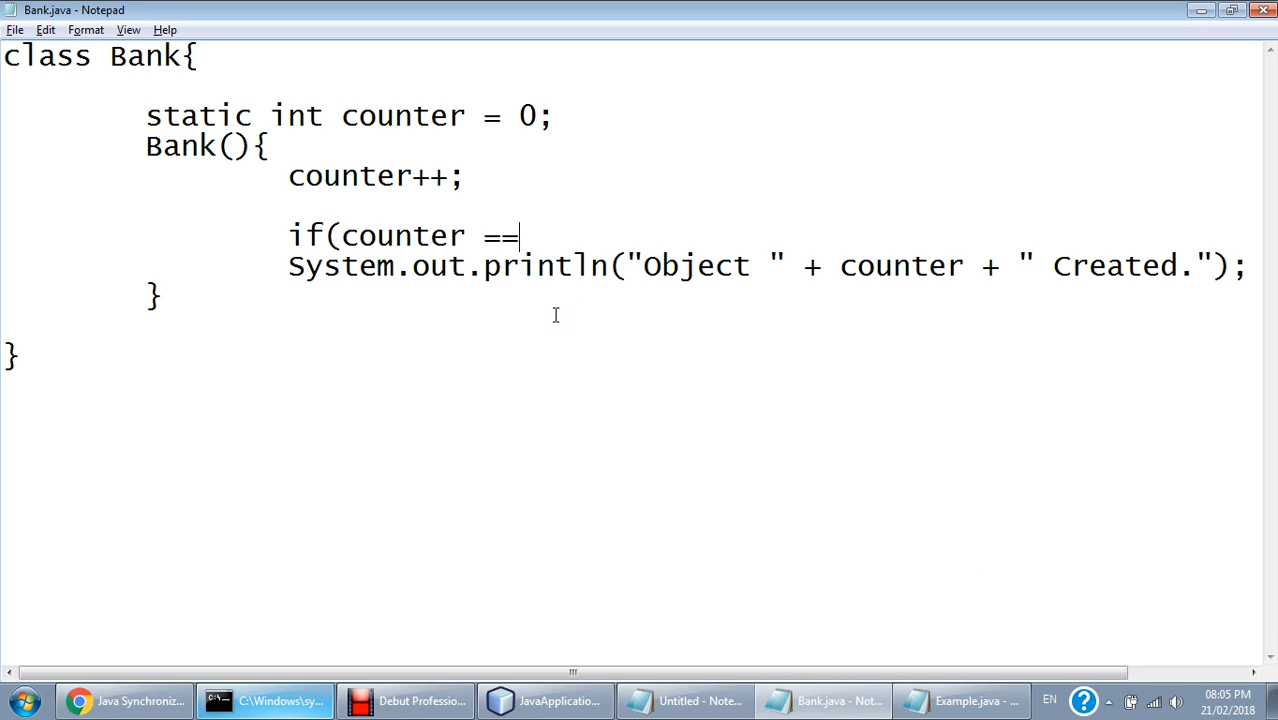 Bank.java - Notepad
File Edit Format View Help
class Bank{
static int counter = 0;
Bank(){
counter++;
if(counter ==
System.out.println("Object " + counter + " Created.");
}
}
Java Synchroniz... C:\Windows\sy... Debut Professio... JavaApplicatio... Untitled - Note... Bank.java - Not... Example.java - ... EN ? 08:05 PM
21/02/2018